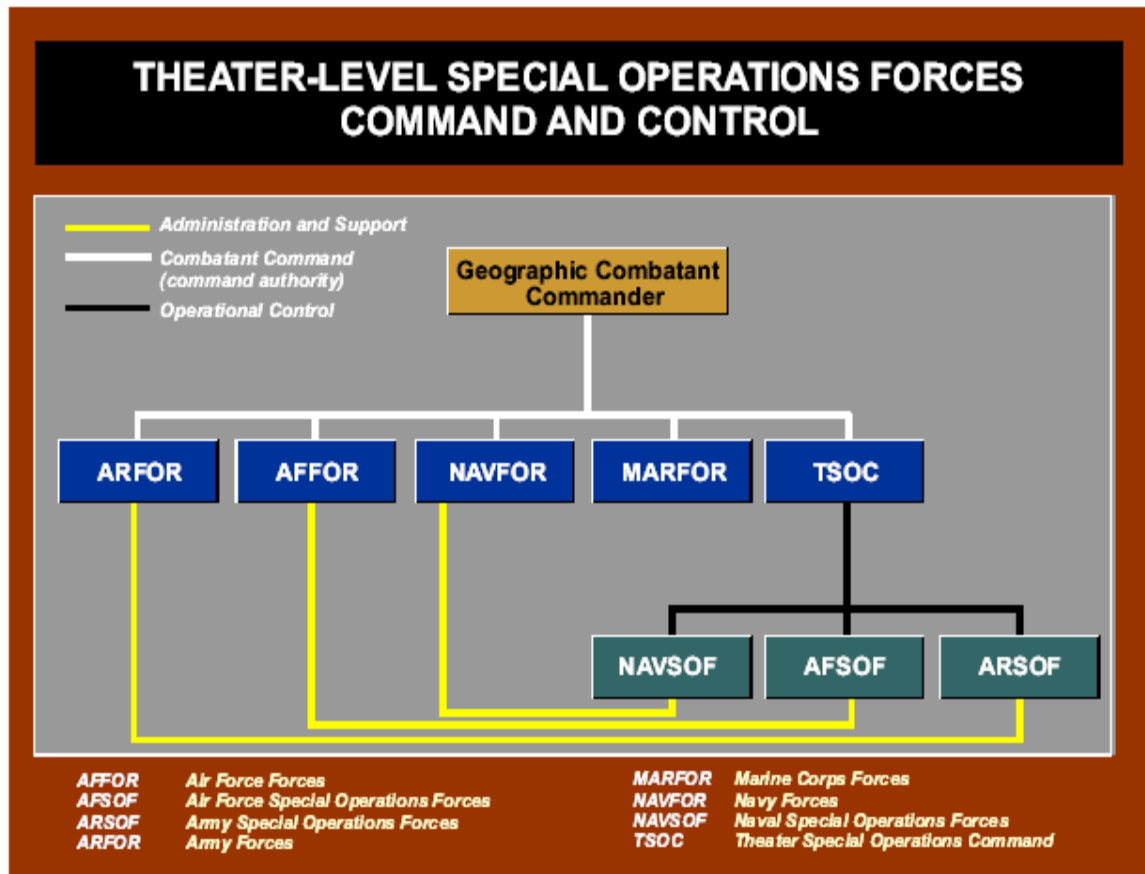 THEATER-LEVEL SPECIAL OPERATIONS FORCES
COMMAND AND CONTROL
Administration and Support
Combatant Command
(command authority)
Operational Control
Geographic Combatant
Commander
ARFOR
AFFOR
NAVFOR
MARFOR
TSOC
NAVSOF
AFSOF
ARSOF
AFFOR Air Force Forces
AFSOF Air Force Special Operations Forces
ARSOF Army Special Operations Forces
ARFOR Army Forces
MARFOR Marine Corps Forces
NAVFOR Navy Forces
NAVSOF Naval Special Operations Forces
TSOC Theater Special Operations Command